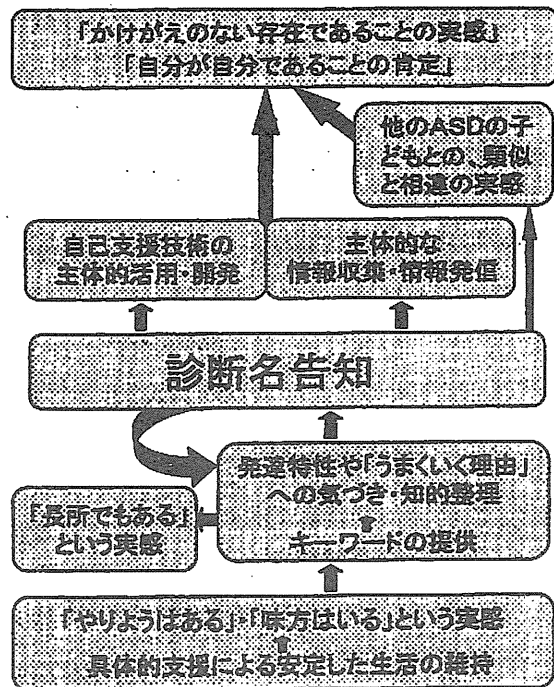 「かけがえのない存在であることの実感」
「自分が自分であることの肯定」
他のASDの子
どもとの、類似
と相違の実感
自己支援技術の
主体的活用・開発
主体的な
情報収集・情報発信
診断名告知
発達特性や「うまくいく理由」
への気づき・知的整理
キーワードの提供
「長所でもある」
という実感
「やりようはある」・「味方はいる」という実感
具体的支援による安定した生活の維持